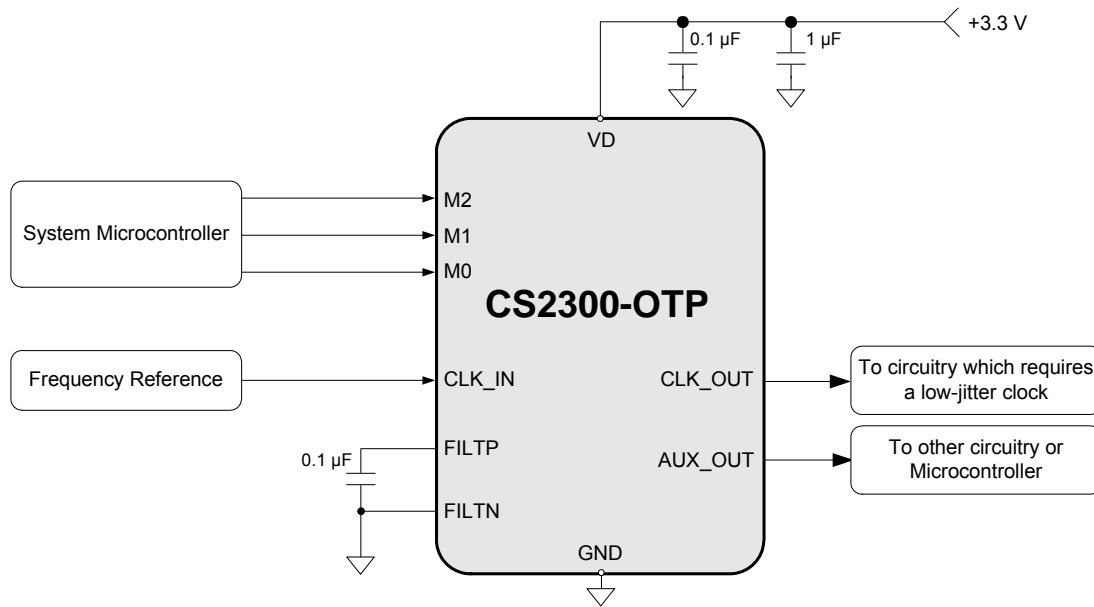 +3.3 V
0.1 µF
1 µF
VD
System Microcontroller
M2
M1
M0
CS2300-OTP
Frequency Reference
CLK_IN
CLK_OUT
To circuitry which requires
a low-jitter clock
0.1 µF
FILTP
AUX_OUT
To other circuitry or
Microcontroller
FILTN
GND